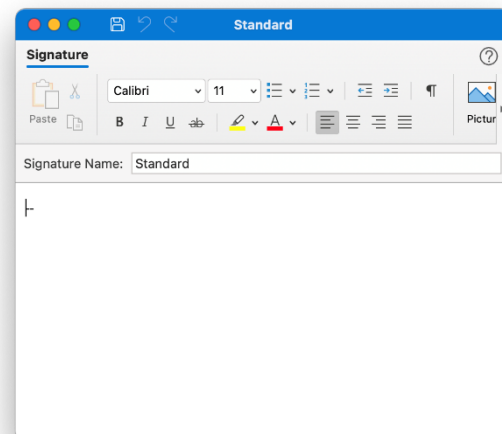 Standard
Signature
Calibri
11
Paste
B I U ab
A
Pictur
Signature Name: Standard
--